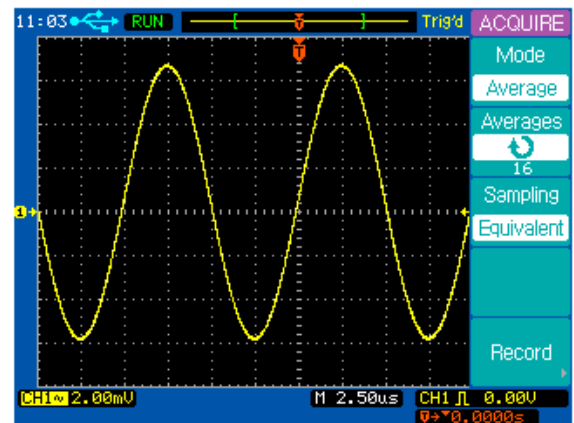 11:03 RUN T Trig'd ACQUIRE
T
Mode
Average
Averages
16
Sampling
1 Equivalent
Record
CH1~ 2.00mV M 2.50us CH1 0.00V
T→▼0.0000s